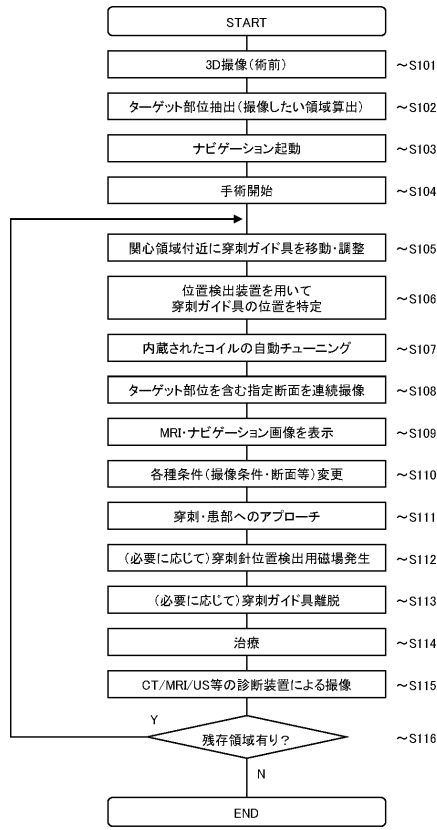 START
3D撮像(術前)
~S101
ターゲット部位抽出(撮像したい領域算出)
~S102
ナビゲーション起動
~S103
手術開始
~S104
関心領域付近に穿刺ガイド具を移動・調整
~S105
位置検出装置を用いて
穿刺ガイド具の位置を特定
~S106
内蔵されたコイルの自動チューニング
~S107
ターゲット部位を含む指定断面を連続撮像
~S108
MRI・ナビゲーション画像を表示
~S109
各種条件(撮像条件・断面等)変更
~S110
穿刺・患部へのアプローチ
~S111
(必要に応じて)穿刺針位置検出用磁場発生
~S112
(必要に応じて)穿刺ガイド具離脱
~S113
治療
~S114
CT/MRI/US等の診断装置による撮像
~S115
Y
残存領域有り?
~S116
N
END